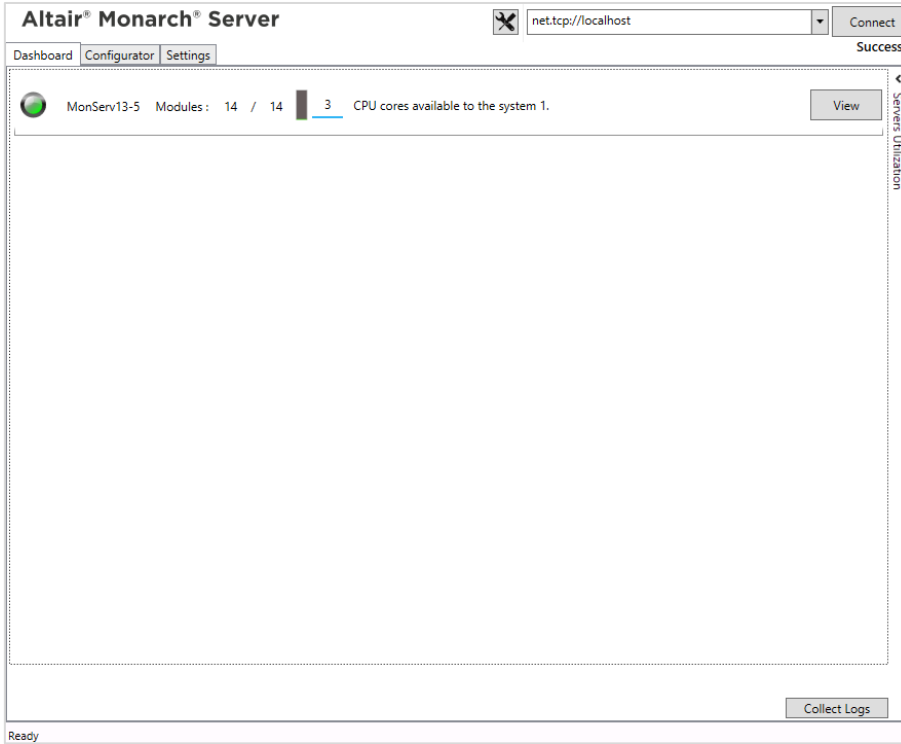 Altair® Monarch® Server
net.tcp://localhost
Connect
Success
Dashboard Configurator Settings
MonServ13-5 Modules : 14 / 14 3 CPU cores available to the system 1. View
Servers Utilization
Collect Logs
Ready